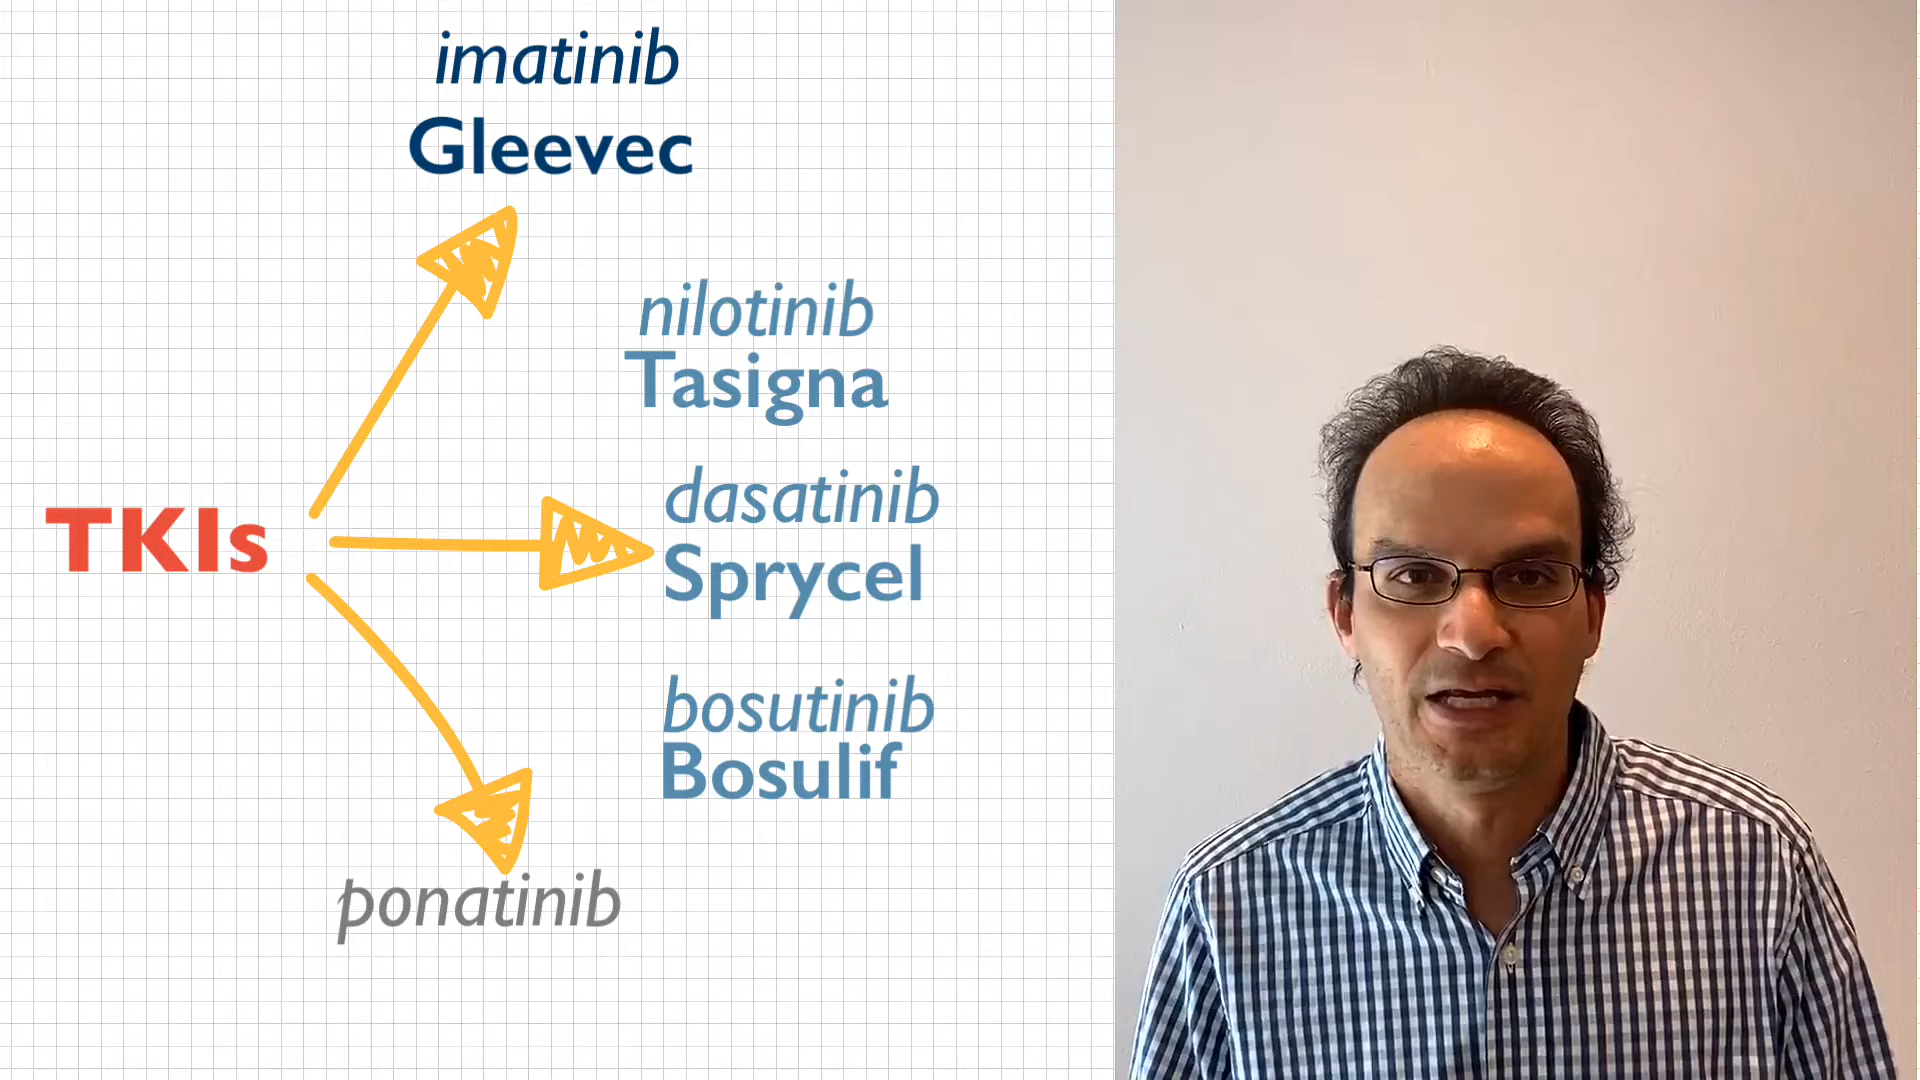 imatinib
Gleevec
nilotinib
Tasigna
TKIs
dasatinib
Sprycel
bosutinib
Bosulif
ponatinib